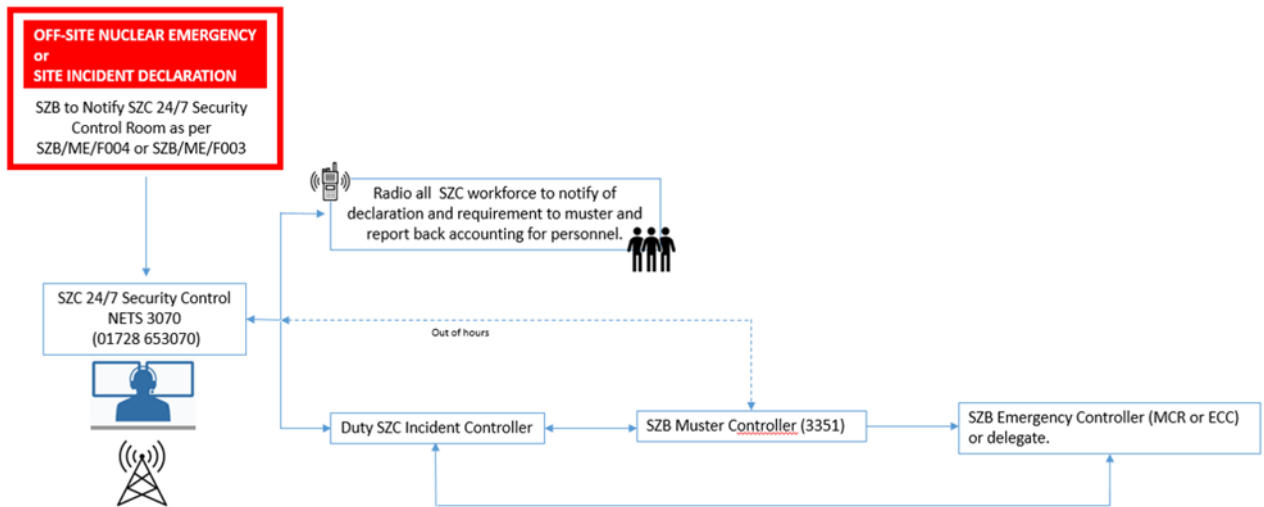 OFF-SITE NUCLEAR EMERGENCY
or
SITE INCIDENT DECLARATION
SZB to Notify SZC 24/7 Security
Control Room as per
SZB/ME/F004 or SZB/ME/F003
Radio all SZC workforce to notify of
declaration and requirement to muster and
report back accounting for personnel.
SZC 24/7 Security Control
NETS 3070
(01728 653070)
Out of hours
Duty SZC Incident Controller
SZB Muster Controller (3351)
SZB Emergency Controller (MCR or ECC)
or delegate.